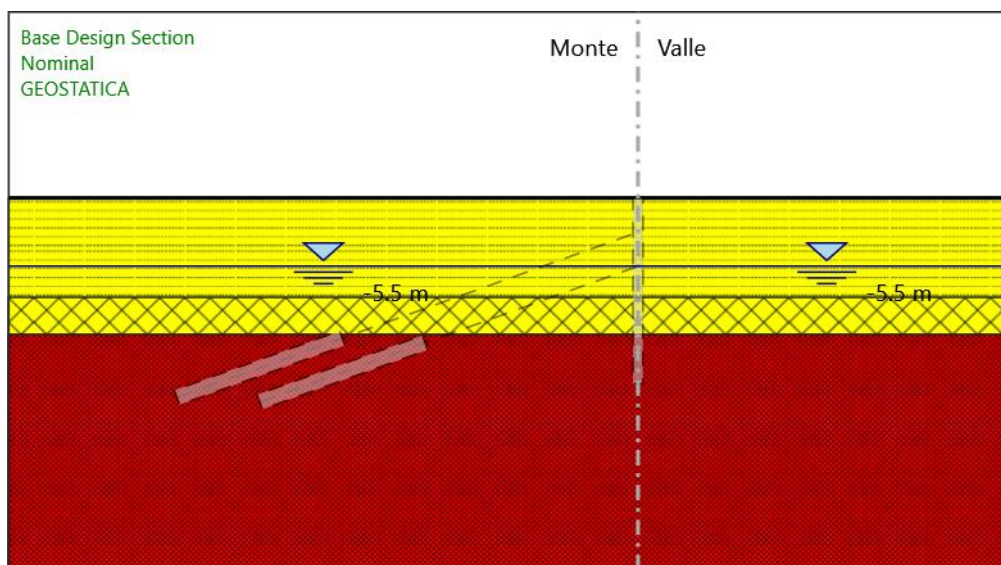 Base Design Section
Nominal
GEOSTATICA
Monte Valle
-5.5 m -5.5 m